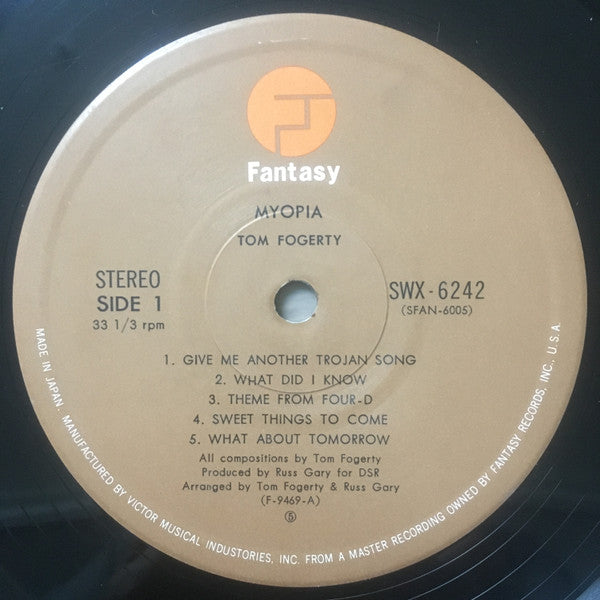 Fantasy
MYOPIA
TOM FOGERTY
STEREO
SIDE 1
33 1/3 rpm
SWX-6242
(SFAN-6005)
1. GIVE ME ANOTHER TROJAN SONG
2. WHAT DID I KNOW
3. THEME FROM FOUR-D
4. SWEET THINGS TO COME
5. WHAT ABOUT TOMORROW
All compositions by Tom Fogerty
Produced by Russ Gary for DSR
Arranged by Tom Fogerty & Russ Gary
(F-9469-A)
⑤
MADE IN JAPAN. MANUFACTURED BY VICTOR MUSICAL INDUSTRIES, INC. FROM A MASTER RECORDING OWNED BY FANTASY RECORDS, INC. U.S.A.